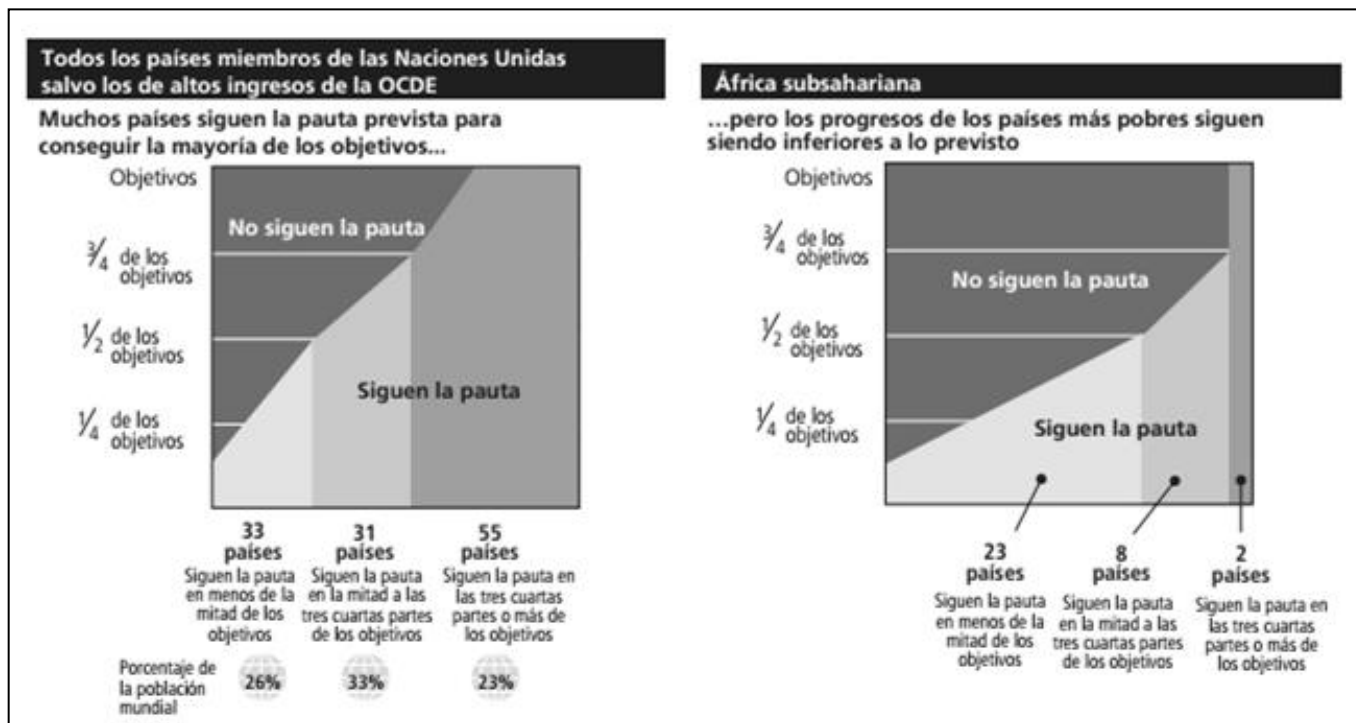 Todos los países miembros de las Naciones Unidas
salvo los de altos ingresos de la OCDE
Muchos países siguen la pauta prevista para
conseguir la mayoría de los objetivos...
Objetivos
3/4 de los
objetivos
1/2 de los
objetivos
1/4 de los
objetivos
No siguen la pauta
Siguen la pauta
33
países
Siguen la pauta
en menos de la
mitad de los
objetivos
31
países
Siguen la pauta
en la mitad a las
tres cuartas partes
de los objetivos
55
países
Siguen la pauta en
las tres cuartas
partes o más de
los objetivos
Porcentaje de
la población
mundial
26%
33%
23%
África subsahariana
...pero los progresos de los países más pobres siguen
siendo inferiores a lo previsto
Objetivos
3/4 de los
objetivos
1/2 de los
objetivos
1/4 de los
objetivos
No siguen la pauta
Siguen la pauta
23
países
Siguen la pauta
en menos de la
mitad de los
objetivos
8
países
Siguen la pauta
en la mitad a las
tres cuartas partes
de los objetivos
2
países
Siguen la pauta en
las tres cuartas
partes o más de
los objetivos